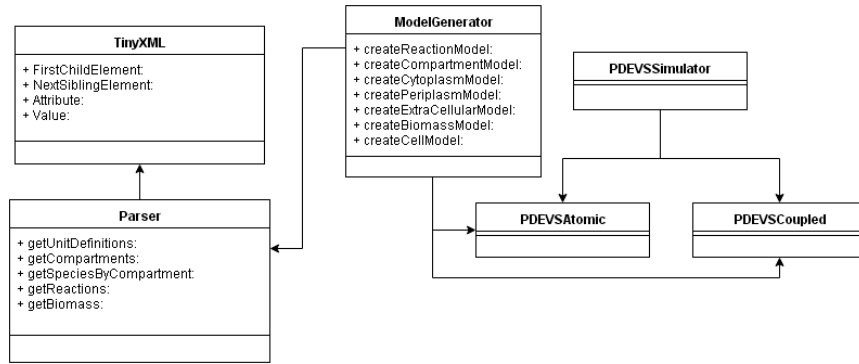 TinyXML
+ FirstChildElement:
+ NextSiblingElement:
+ Attribute:
+ Value:
ModelGenerator
+ createReactionModel:
+ createCompartmentModel:
+ createCytoplasmModel:
+ createPeriplasmModel:
+ createExtraCellularModel:
+ createBiomassModel:
+ createCellModel:
PDEVSSimulator
Parser
+ getUnitDefinitions:
+ getCompartments:
+ getSpeciesByCompartment:
+ getReactions:
+ getBiomass:
PDEVSAtomic
PDEVSCoupled